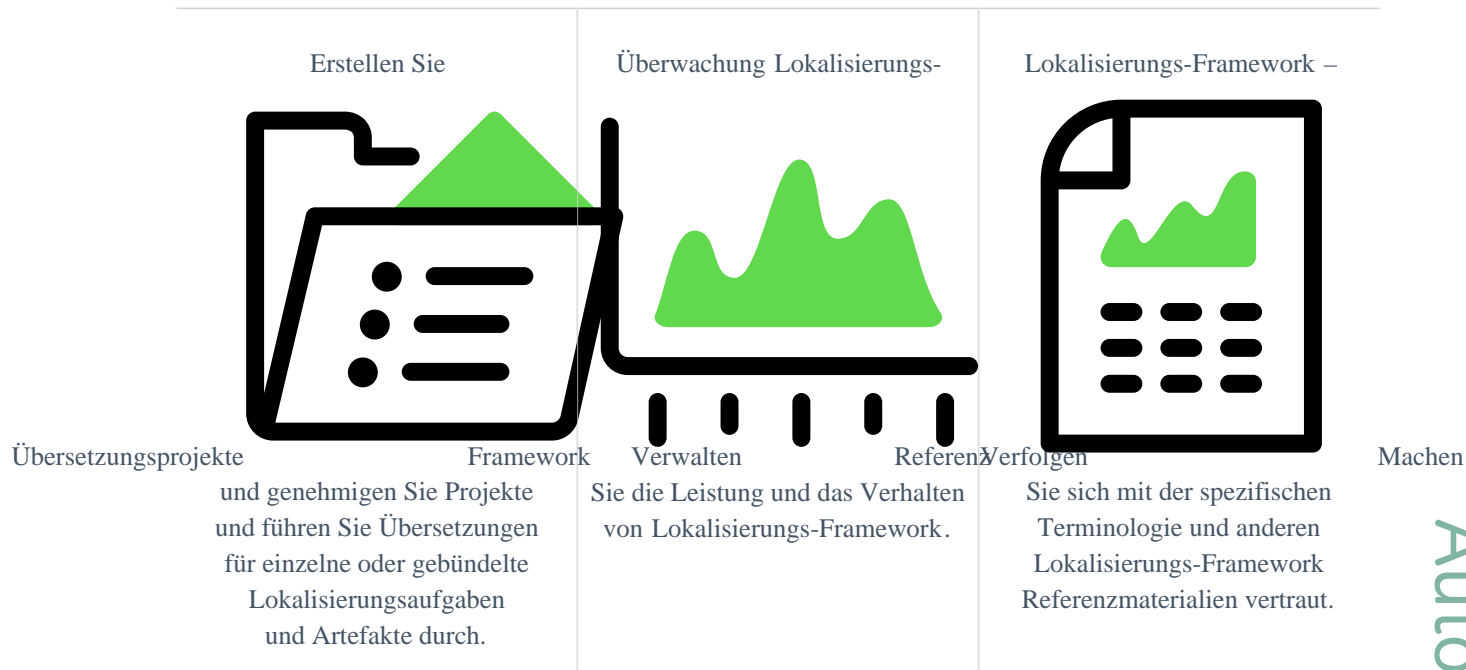 Erstellen Sie
Übersetzungsprojekte
Verwalten
und genehmigen Sie Projekte
und führen Sie Übersetzungen
für einzelne oder gebündelte
Lokalisierungsaufgaben
und Artefakte durch.
Überwachung Lokalisierungs-
Framework
Verfolgen
Sie die Leistung und das Verhalten
von Lokalisierungs-Framework.
Lokalisierungs-Framework –
Referenz
Machen
Sie sich mit der spezifischen
Terminologie und anderen
Lokalisierungs-Framework
Referenzmaterialien vertraut.
Auto